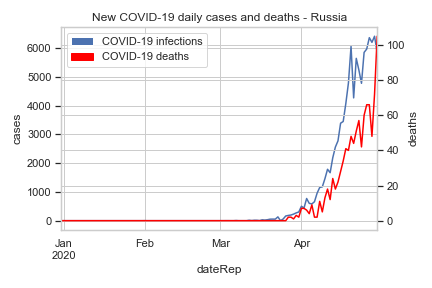 New COVID-19 daily cases and deaths - Russia
COVID-19 infections
COVID-19 deaths
6000
5000
4000
3000
2000
1000
0
cases
100
80
60
40
20
0
deaths
Jan
2020
Feb
Mar
Apr
dateRep